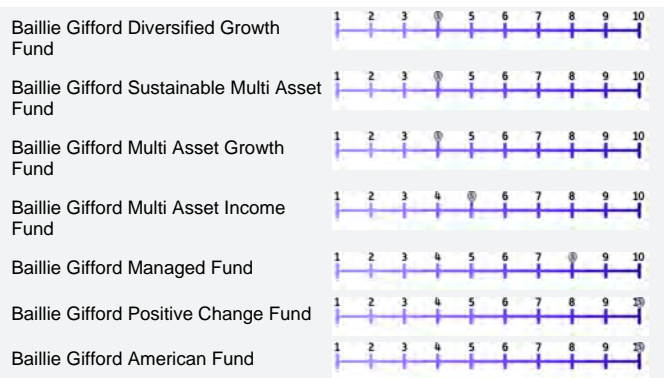 Baillie Gifford Diversified Growth
Fund
1 2 3 5 6 7 8 9 10
Baillie Gifford Sustainable Multi Asset
Fund
1 2 3 5 6 7 8 9 10
Baillie Gifford Multi Asset Growth
Fund
1 2 3 5 6 7 8 9 10
Baillie Gifford Multi Asset Income
Fund
1 2 3 4 6 7 8 9 10
Baillie Gifford Managed Fund
1 2 3 4 5 6 7 9 10
Baillie Gifford Positive Change Fund
1 2 3 4 5 6 7 8 9
Baillie Gifford American Fund
1 2 3 4 5 6 7 8 9